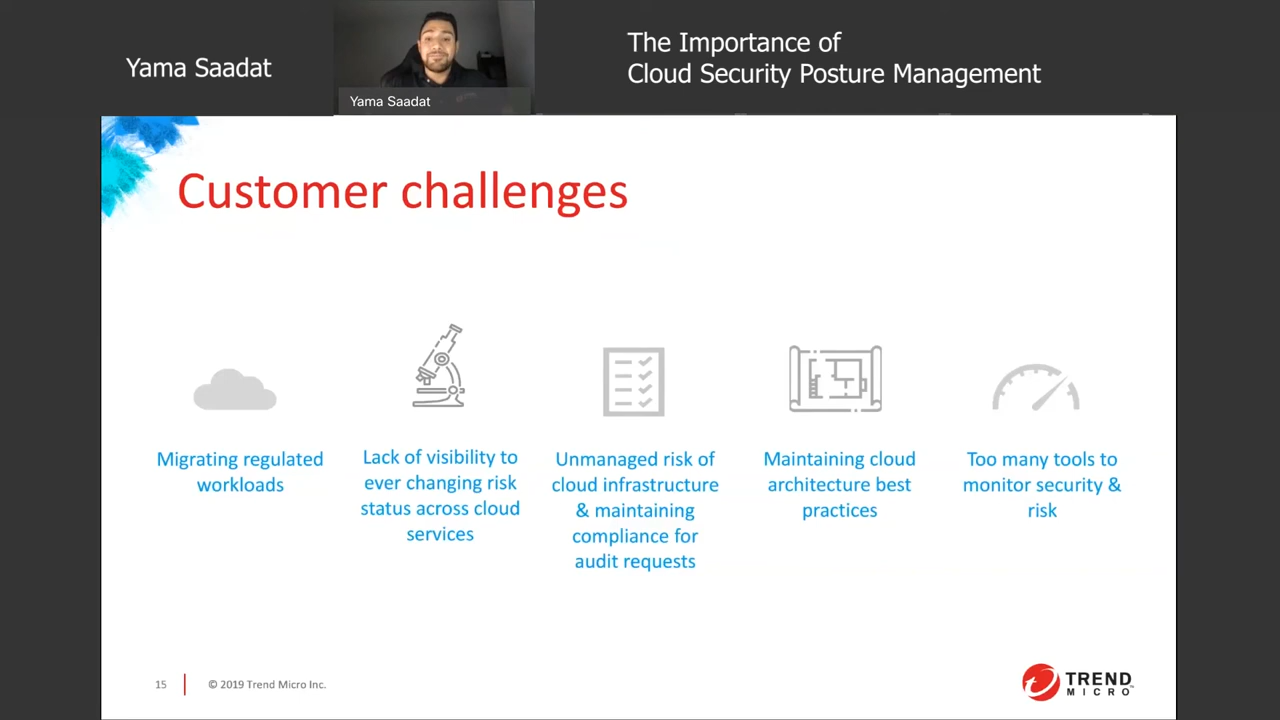 Yama Saadat
Yama Saadat
The Importance of
Cloud Security Posture Management
Customer challenges
Migrating regulated
workloads
Lack of visibility to
ever changing risk
status across cloud
services
Unmanaged risk of
cloud infrastructure
& maintaining
compliance for
audit requests
Maintaining cloud
architecture best
practices
Too many tools to
monitor security &
risk
15
© 2019 Trend Micro Inc.
TREND
MICRO™